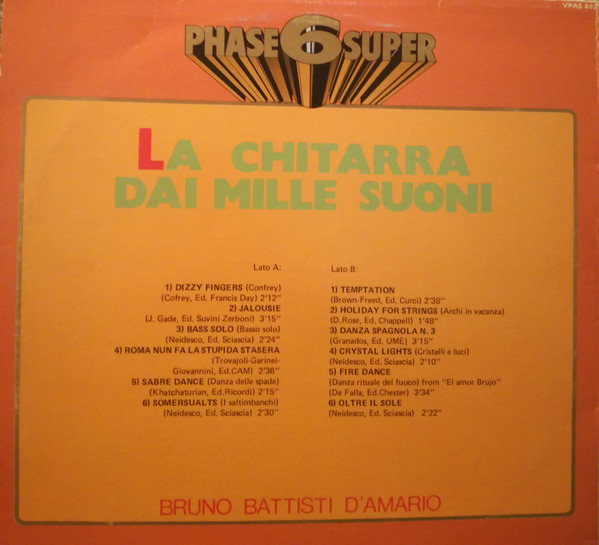 VPAS 802
PHASE 6 SUPER
LA CHITARRA
DAI MILLE SUONI
Lato A:
1) DIZZY FINGERS (Confrey)
(Cofrey, Ed. Francis Day) 2'12"
2) JALOUSIE
(J. Gade, Ed. Suvini Zerboni) 3'15"
3) BASS SOLO (Basso solo)
(Neidesco, Ed. Sciascia) 2'24"
4) ROMA NUN FA LA STUPIDA STASERA
(Trovajoli-Garinei-
Giovannini, Ed.CAM) 2'36"
5) SABRE DANCE (Danza delle spade)
(Khatchaturian, Ed.Ricordi) 2'15"
6) SOMERSUALTS (I saltimbanchi)
(Neidesco, Ed. Sciascia) 2'30"
Lato B:
1) TEMPTATION
(Brown-Freed, Ed. Curci) 2'38"
2) HOLIDAY FOR STRINGS (Archi in vacanza)
(D.Rose, Ed. Chappell) 1'48"
3) DANZA SPAGNOLA N. 3
(Granados, Ed. UME) 3'15"
4) CRYSTAL LIGHTS (Cristalli e luci)
(Neidesco, Ed. Sciascia) 2'10"
5) FIRE DANCE
(Danza rituale del fuoco) from "El amor Brujo"
(De Falla, Ed.Chester) 3'34"
6) OLTRE IL SOLE
(Neidesco, Ed. Sciascia) 2'22"
BRUNO BATTISTI D'AMARIO